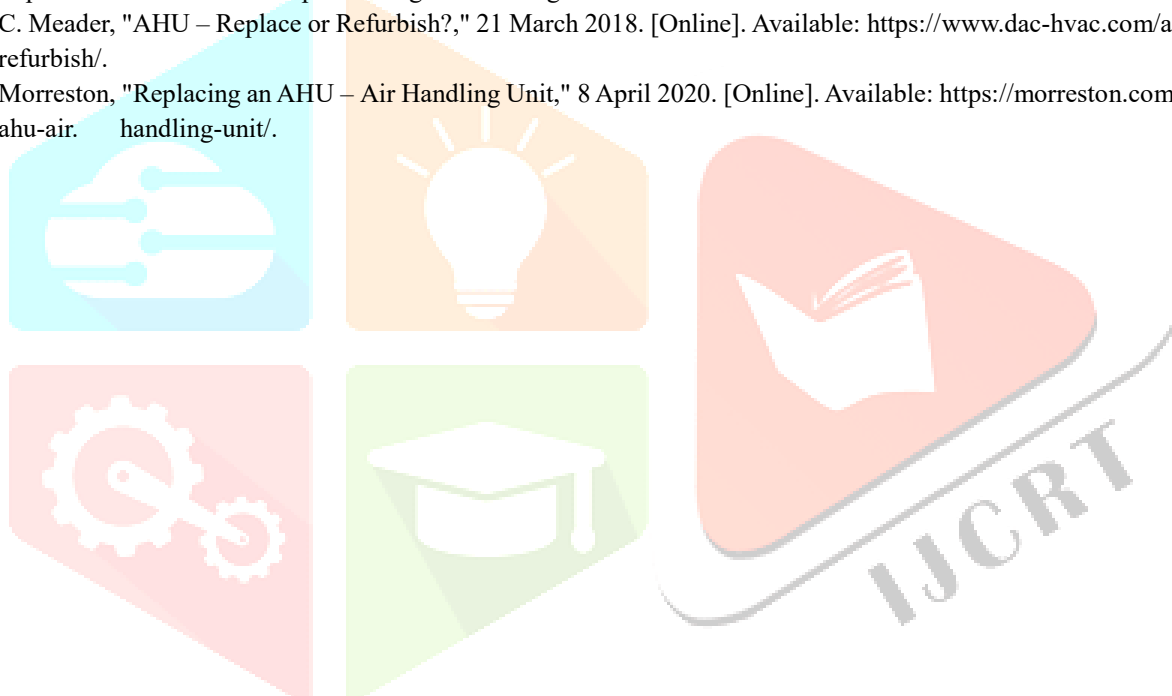 C. Meader, "AHU – Replace or Refurbish?," 21 March 2018. [Online]. Available: https://www.dac-hvac.com/a
refurbish/.
Morreston, "Replacing an AHU – Air Handling Unit," 8 April 2020. [Online]. Available: https://morreston.com
ahu-air. handling-unit/.
IJCRT